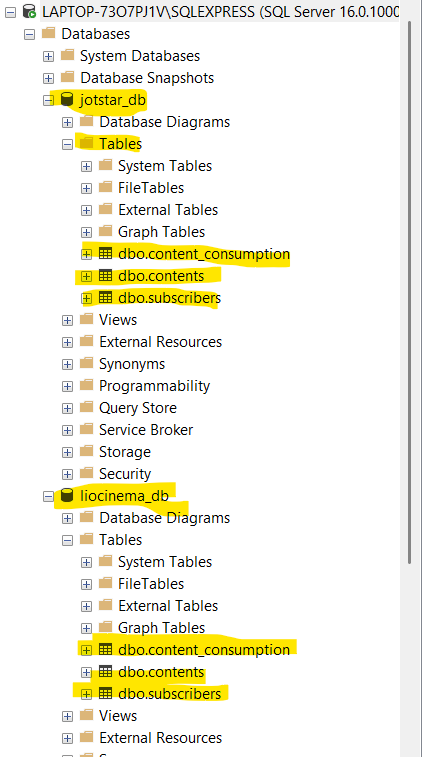 LAPTOP-73O7PJ1V\SQLEXPRESS (SQL Server 16.0.1000
Databases
System Databases
Database Snapshots
jotstar_db
Database Diagrams
Tables
System Tables
FileTables
External Tables
Graph Tables
dbo.content_consumption
dbo.contents
dbo.subscribers
Views
External Resources
Synonyms
Programmability
Query Store
Service Broker
Storage
Security
liocinema_db
Database Diagrams
Tables
System Tables
FileTables
External Tables
Graph Tables
dbo.content_consumption
dbo.contents
dbo.subscribers
Views
External Resources